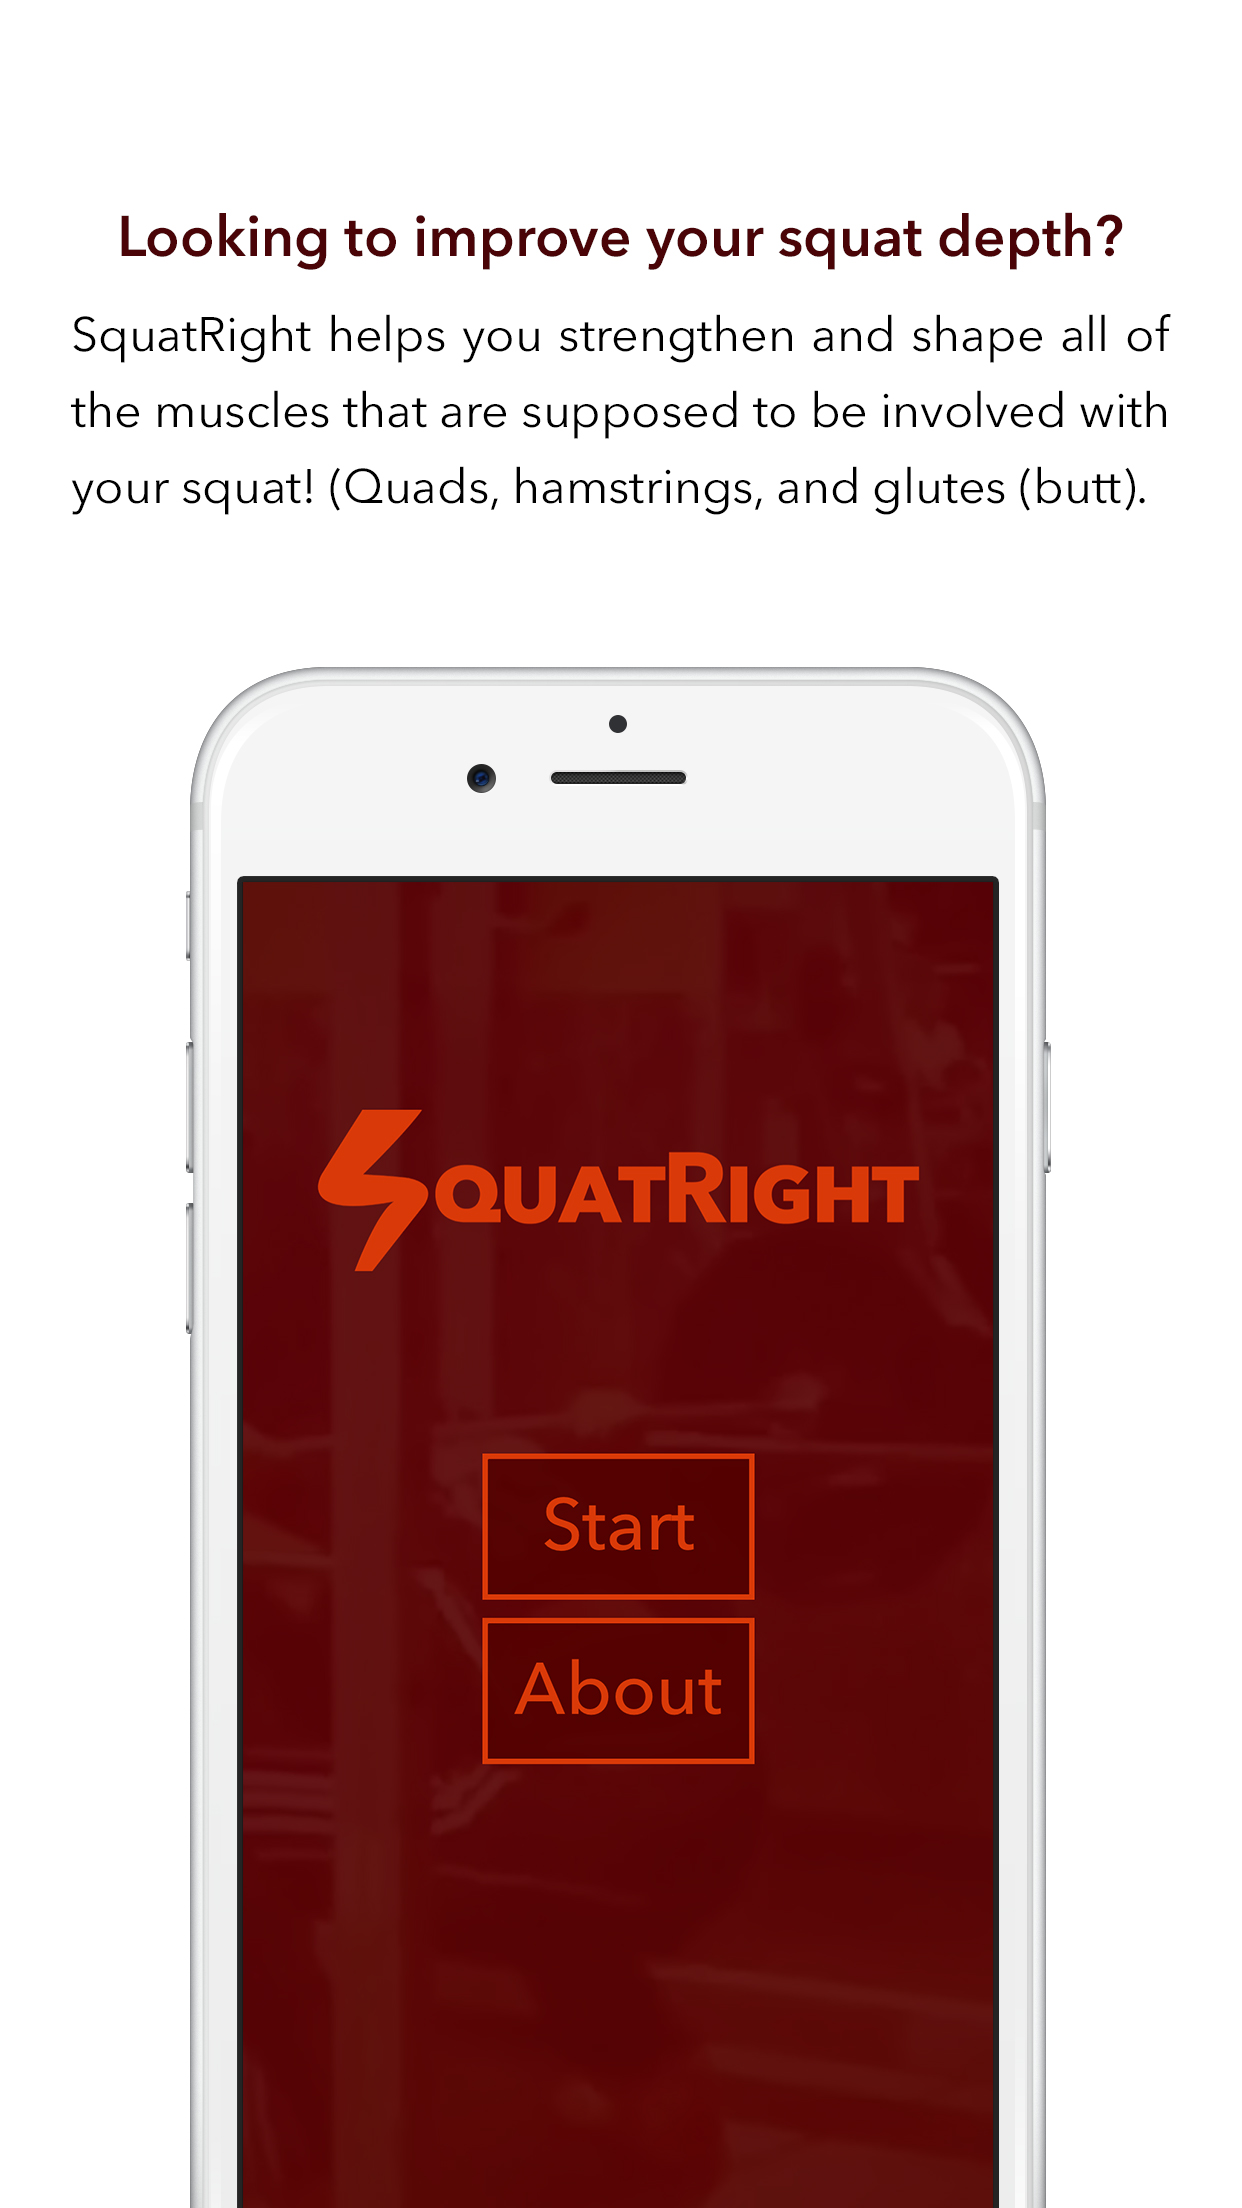 Looking to improve your squat depth?
SquatRight helps you strengthen and shape all of
the muscles that are supposed to be involved with
your squat! (Quads, hamstrings, and glutes (butt).
SQUATRIGHT
Start
About